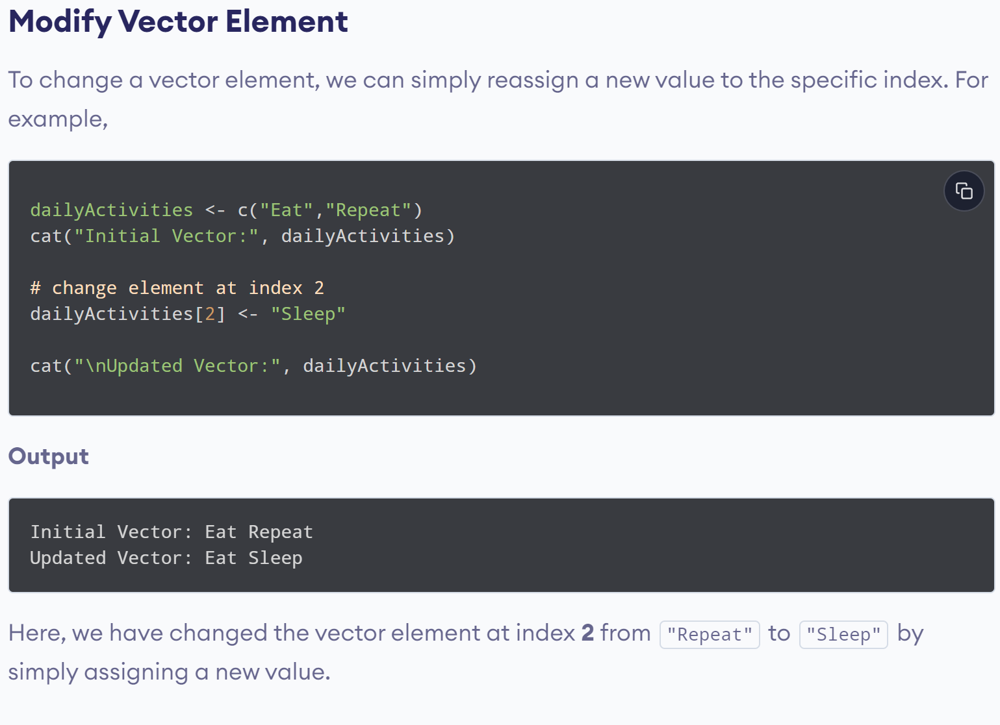 Modify Vector Element
To change a vector element, we can simply reassign a new value to the specific index. For
example,
dailyActivities <- c("Eat","Repeat")
cat("Initial Vector:", dailyActivities)
# change element at index 2
dailyActivities[2] <- "Sleep"
cat("\nUpdated Vector:", dailyActivities)
Output
Initial Vector: Eat Repeat
Updated Vector: Eat Sleep
Here, we have changed the vector element at index 2 from "Repeat" to "Sleep" by
simply assigning a new value.